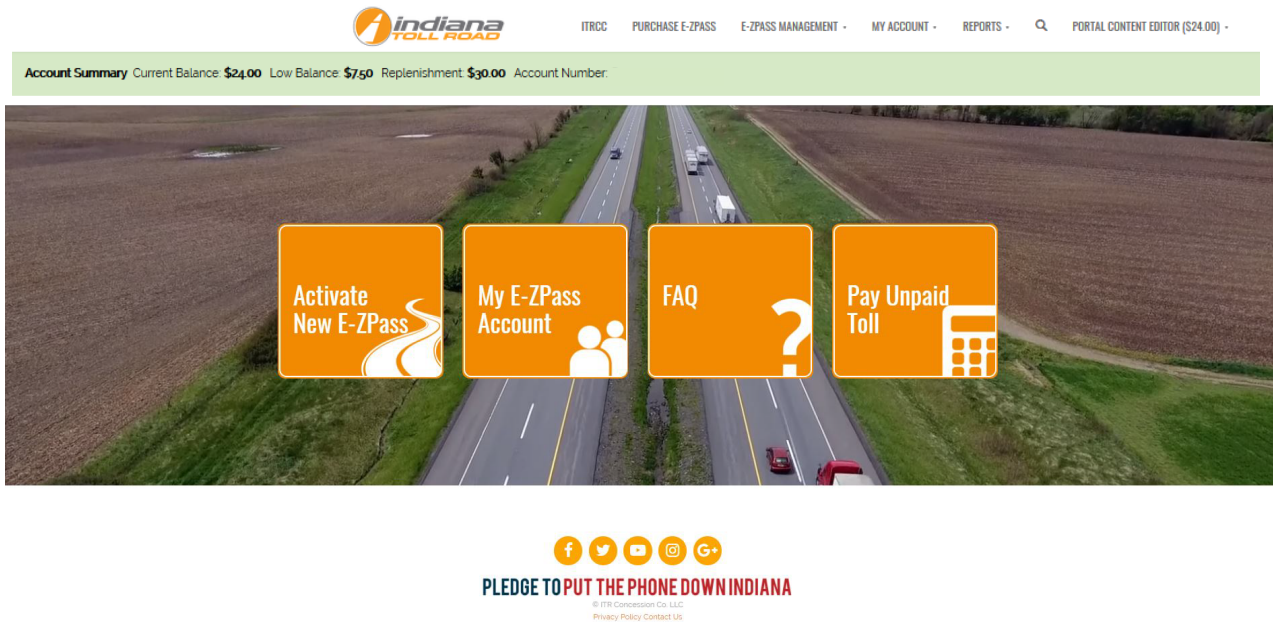 indiana
TOLL ROAD
ITRCC PURCHASE E-ZPASS E-ZPASS MANAGEMENT MY ACCOUNT REPORTS PORTAL CONTENT EDITOR ($24.00)
Account Summary Current Balance: $24.00 Low Balance: $7.50 Replenishment: $30.00 Account Number:
Activate
New E-ZPass
My E-ZPass
Account
FAQ
?
Pay Unpaid
Toll
f G+
PLEDGE TO PUT THE PHONE DOWN INDIANA
© ITR Concession Co. LLC
Privacy Policy Contact Us